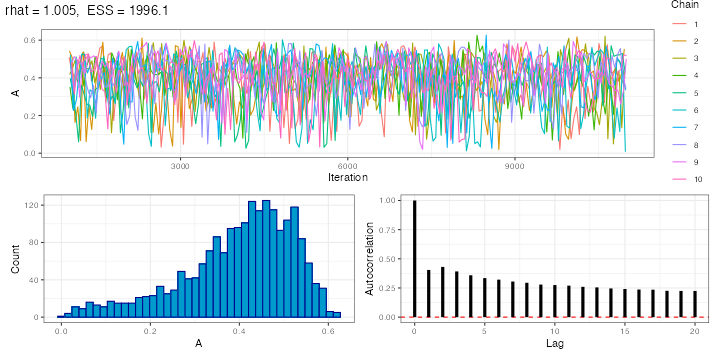 rhat = 1.005,  ESS = 1996.1
Chain
1
2
3
4
5
6
7
8
9
10
A
0.6
0.4
0.2
0.0
3000 6000 9000
Iteration
Count
120
80
40
0
0.0 0.2 0.4 0.6
A
Autocorrelation
1.00
0.75
0.50
0.25
0.00
0 5 10 15 20
Lag